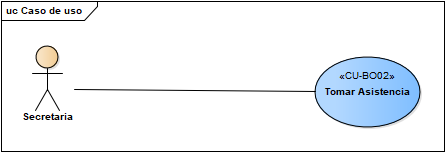 uc Caso de uso
«CU-BO02»
Tomar Asistencia
Secretaria